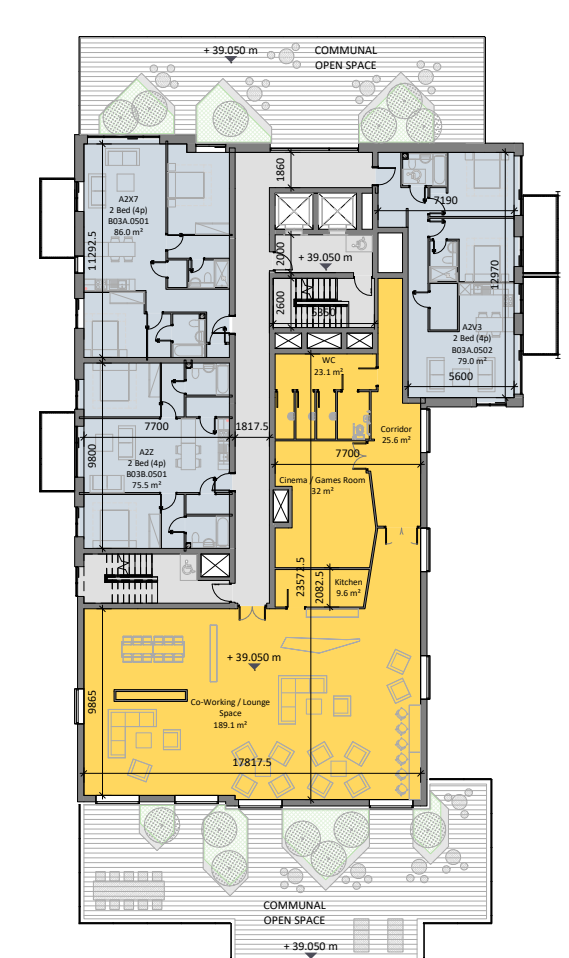 + 39.050 m
COMMUNAL
OPEN SPACE
1860
A2X7
2 Bed (4p)
B03A.0501
86.0 m²
11292.5
7190
2000
+ 39.050 m
12970
2600
5350
A2V3
2 Bed (4p)
B03A.0502
79.0 m²
5600
WC
23.1 m²
7700
1817.5
Corridor
25.6 m²
A2Z
2 Bed (4p)
B03B.0501
75.5 m²
9800
7700
Cinema / Games Room
32 m²
23572.5
2082.5
Kitchen
9.6 m²
+ 39.050 m
9865
Co-Working / Lounge
Space
189.1 m²
17817.5
COMMUNAL
OPEN SPACE
+ 39.050 m